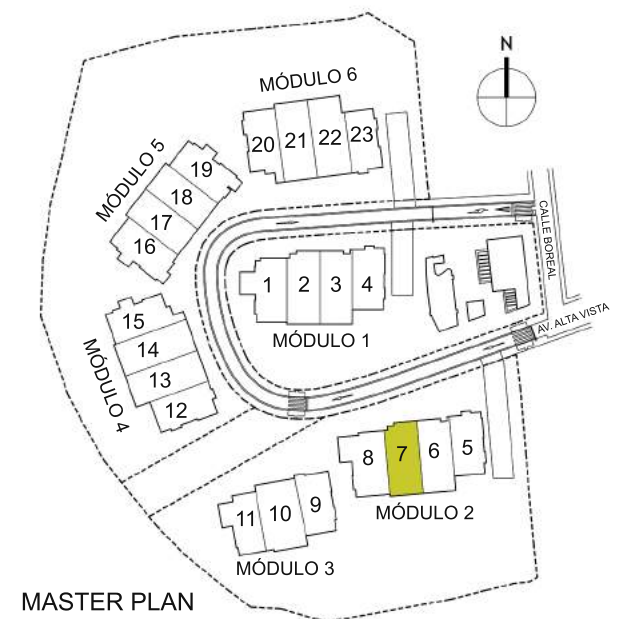 N
MÓDULO 6
20 21 22 23
MÓDULO 5
19
18
17
16
CALLE BOREAL
1 2 3 4
MÓDULO 1
AV. ALTA VISTA
MÓDULO 4
15
14
13
12
8 7 6 5
MÓDULO 2
11 10 9
MÓDULO 3
MASTER PLAN